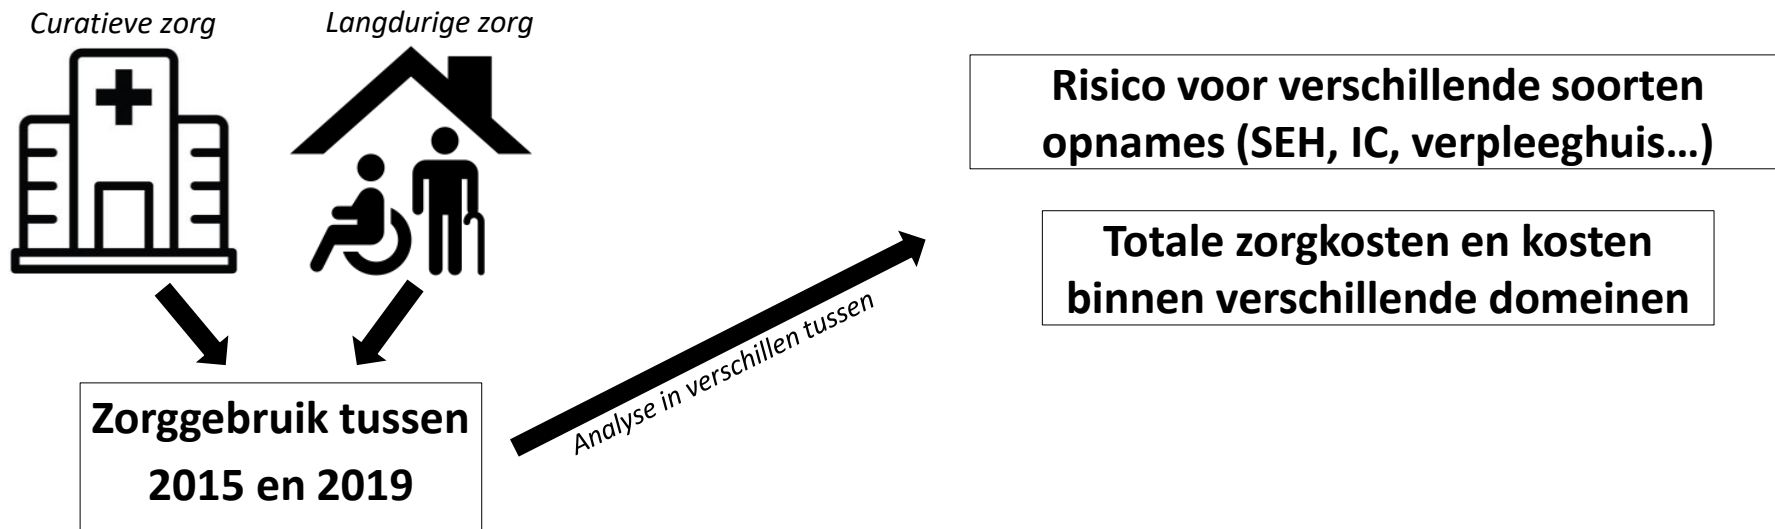 Curatieve zorg
Langdurige zorg
Zorggebruik tussen
2015 en 2019
Analyse in verschillen tussen
Risico voor verschillende soorten
opnames (SEH, IC, verpleeghuis…)
Totale zorgkosten en kosten
binnen verschillende domeinen